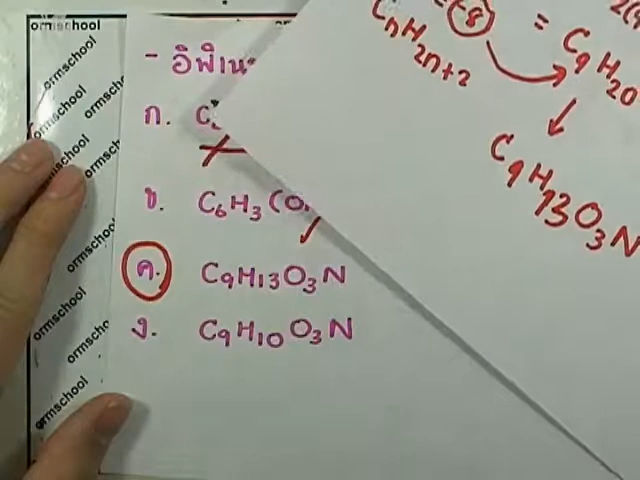 ormschool
- อิพิเน
ก. C
ข. C6H3(O
ค. C9H13O3N
ง. C9H10O3N
CnH2n+2
= C9H20
C9H13O3N
ormschool
ormschool
ormschool
ormschool
ormschool
ormschool
ormschool